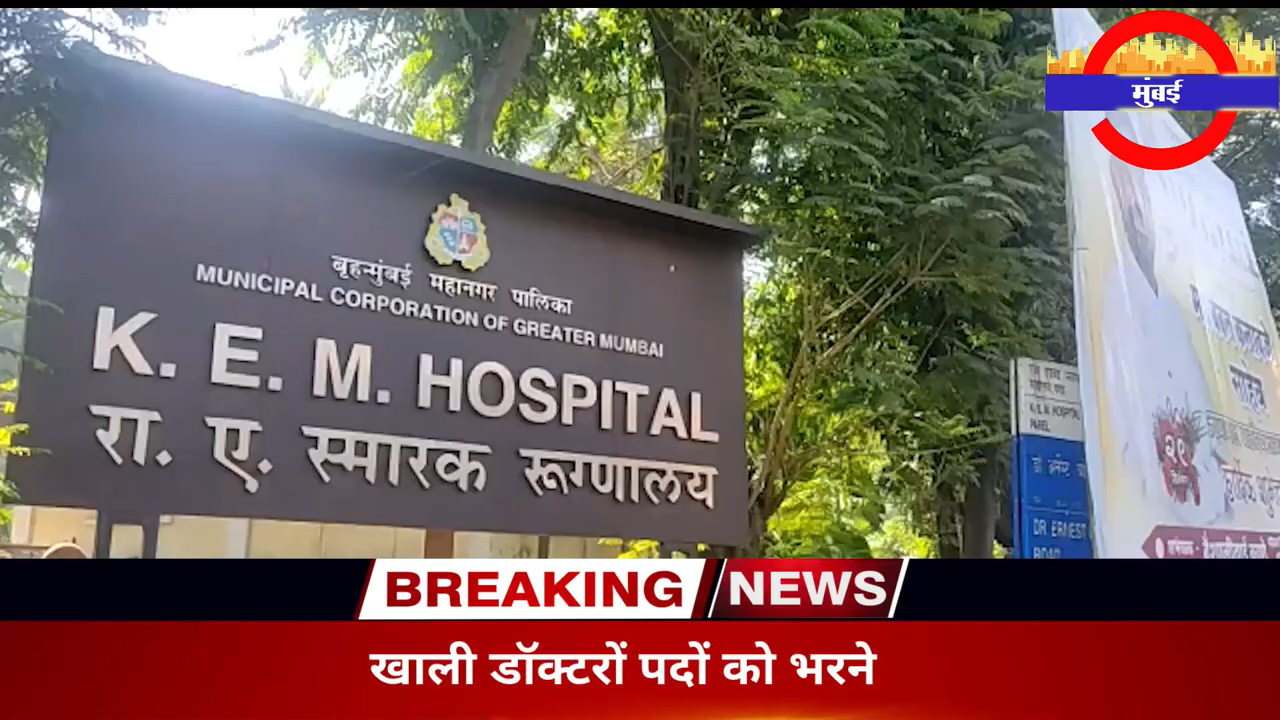 मुंबई
बृहन्मुंबई महानगर पालिका
MUNICIPAL CORPORATION OF GREATER MUMBAI
K. E. M. HOSPITAL
रा. ए. स्मारक रूग्णालय
K.E.M HOSPITAL
PAREL
DR ERNEST
साहेब
BREAKING NEWS
खाली डॉक्टरों पदों को भरने